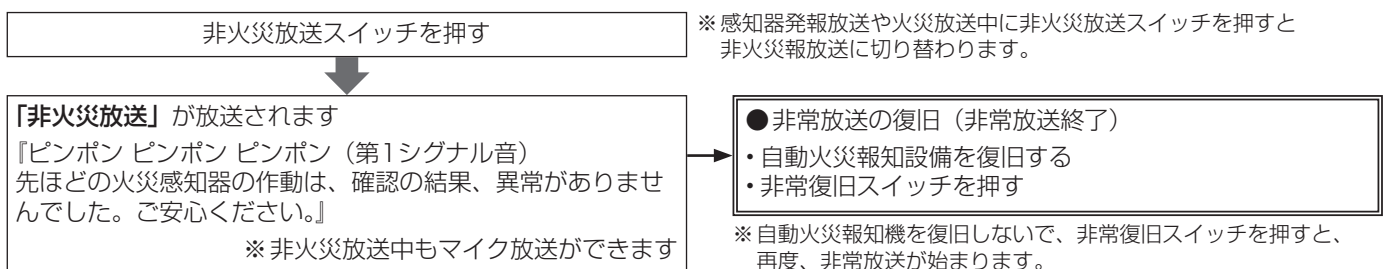 非火災放送スイッチを押す
※感知器発報放送や火災放送中に非火災放送スイッチを押すと
非火災報放送に切り替わります。
「非火災放送」が放送されます
『ピンポン ピンポン ピンポン（第1シグナル音）
先ほどの火災感知器の作動は、確認の結果、異常がありませ
んでした。ご安心ください。』
※非火災放送中もマイク放送ができます
●非常放送の復旧（非常放送終了）
・自動火災報知設備を復旧する
・非常復旧スイッチを押す
※自動火災報知機を復旧しないで、非常復旧スイッチを押すと、
再度、非常放送が始まります。